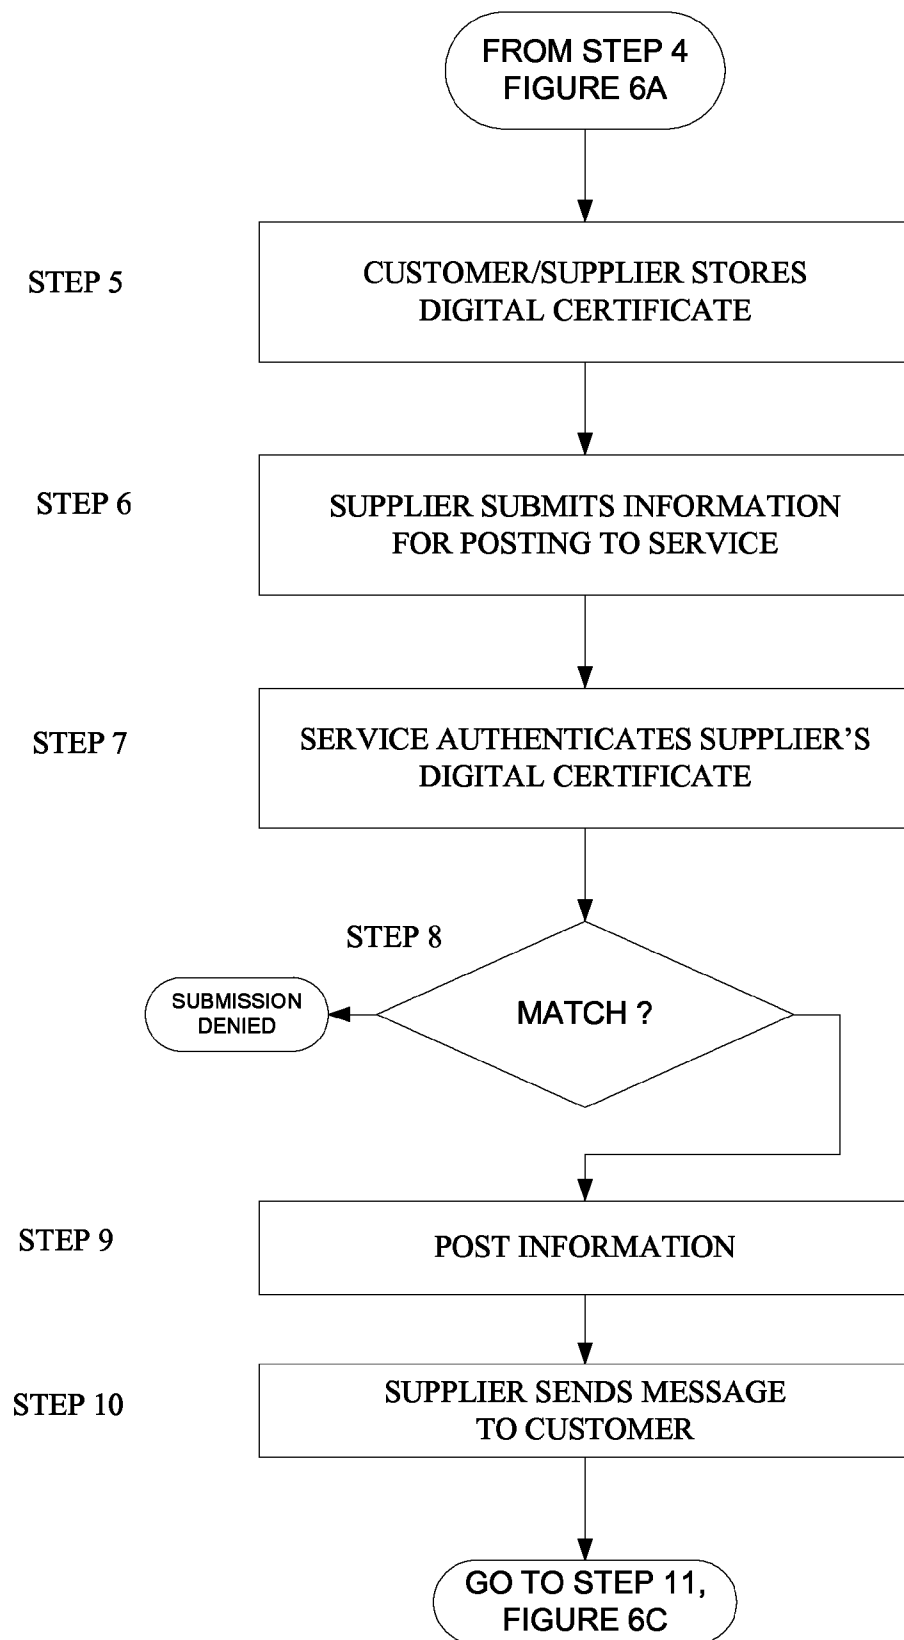 FROM STEP 4
FIGURE 6A
STEP 5
CUSTOMER/SUPPLIER STORES
DIGITAL CERTIFICATE
STEP 6
SUPPLIER SUBMITS INFORMATION
FOR POSTING TO SERVICE
STEP 7
SERVICE AUTHENTICATES SUPPLIER’S
DIGITAL CERTIFICATE
STEP 8
SUBMISSION
DENIED
MATCH ?
STEP 9
POST INFORMATION
STEP 10
SUPPLIER SENDS MESSAGE
TO CUSTOMER
GO TO STEP 11,
FIGURE 6C